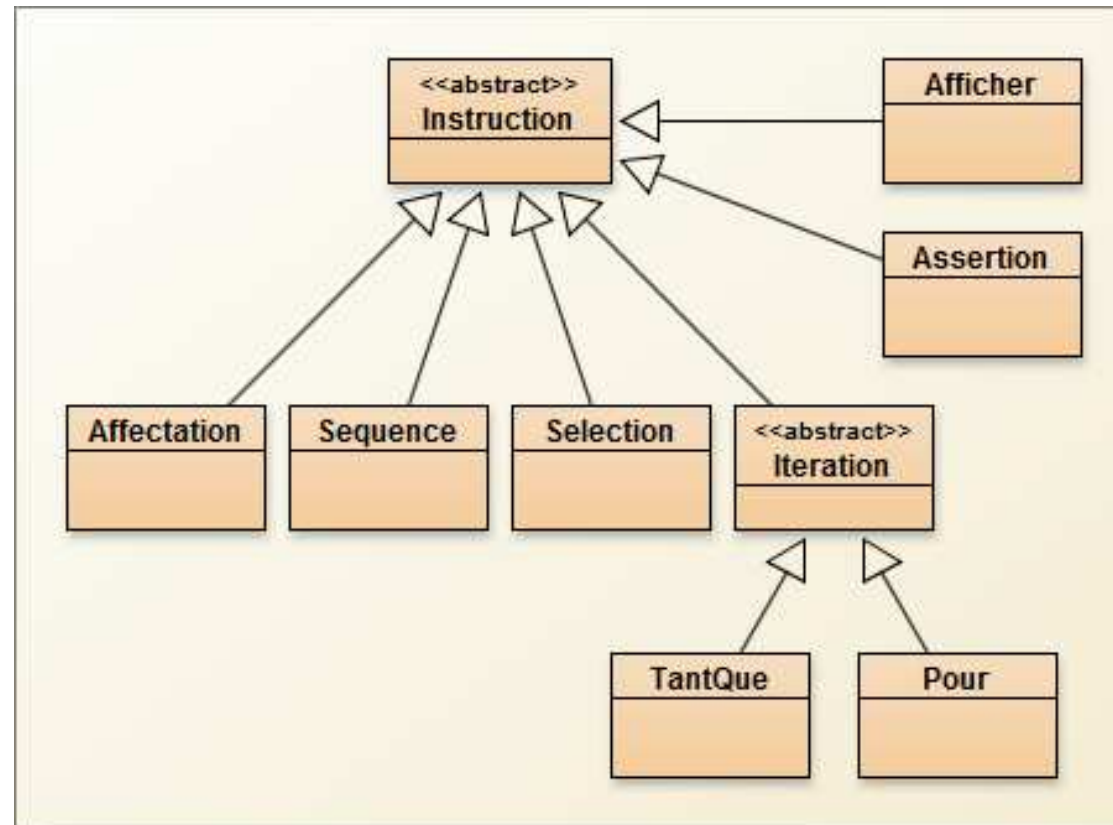 <<abstract>>
Instruction
Afficher
Assertion
Affectation
Sequence
Selection
<<abstract>>
Iteration
TantQue
Pour